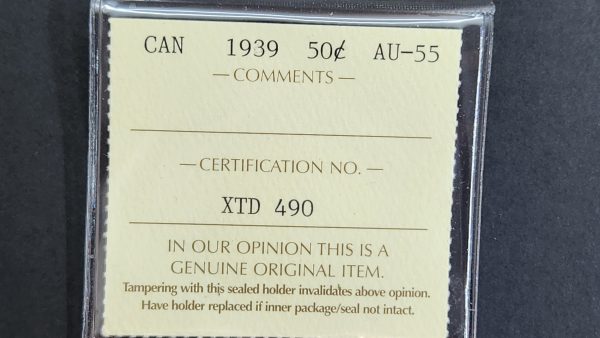 CAN 1939 50¢ AU-55
— COMMENTS —
— CERTIFICATION NO. —
XTD 490
IN OUR OPINION THIS IS A
GENUINE ORIGINAL ITEM.
Tampering with this sealed holder invalidates above opinion.
Have holder replaced if inner package/seal not intact.